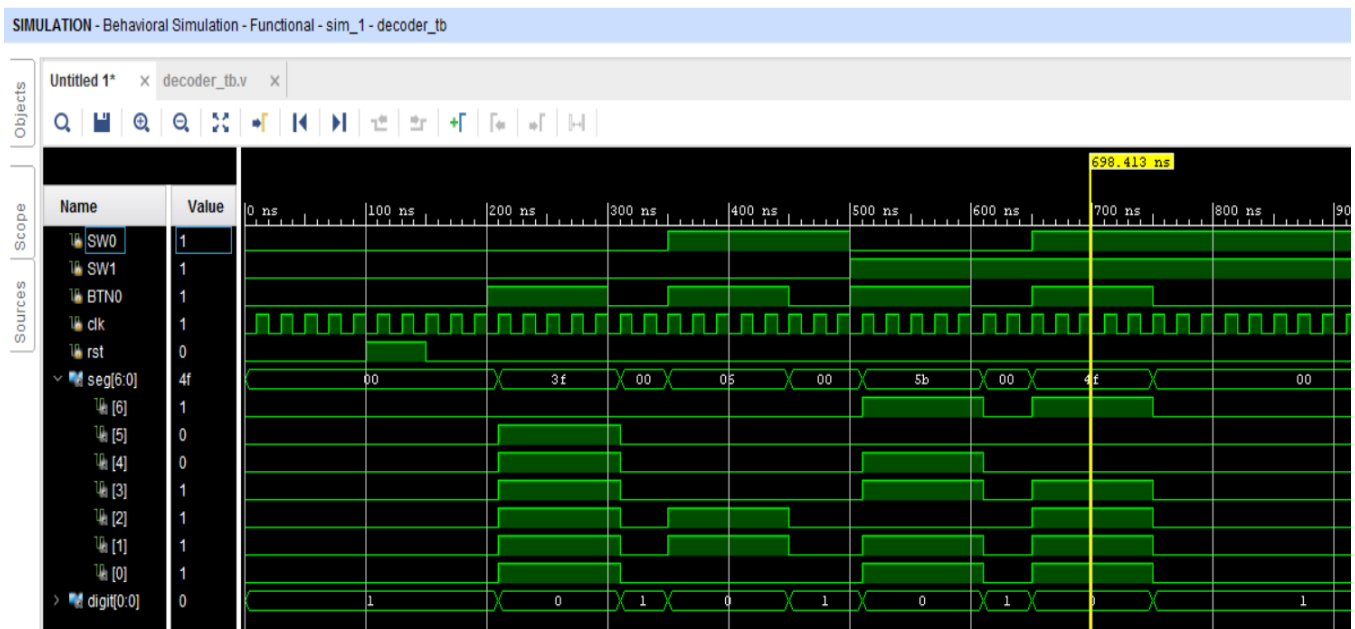 SIMULATION - Behavioral Simulation - Functional - sim_1 - decoder_tb
Objects
Scope
Sources
Untitled 1* × decoder_tb.v ×
698.413 ns
Name Value 0 ns 100 ns 200 ns 300 ns 400 ns 500 ns 600 ns 700 ns 800 ns 90
SW0 1
SW1 1
BTN0 1
clk 1
rst 0
seg[6:0] 4f 00 3f 00 06 00 5b 00 4f 00
[6] 1
[5] 0
[4] 0
[3] 1
[2] 1
[1] 1
[0] 1
digit[0:0] 0 1 0 1 0 1 0 1 0 1